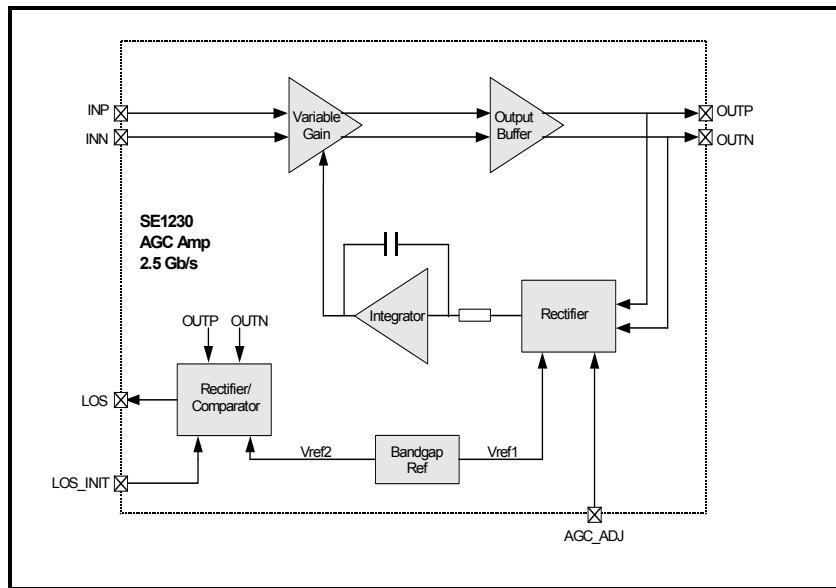 INP
INN
Variable
Gain
Output
Buffer
OUTP
OUTN
SE1230
AGC Amp
2.5 Gb/s
Integrator
Rectifier
OUTP OUTN
Rectifier/
Comparator
LOS
LOS_INIT
Vref2
Bandgap
Ref
Vref1
AGC_ADJ